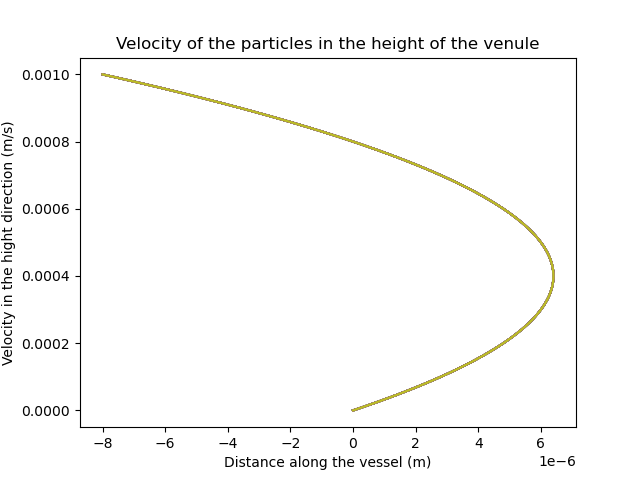 Velocity of the particles in the height of the venule
0.0010
0.0008
0.0006
0.0004
0.0002
0.0000
Velocity in the hight direction (m/s)
−8 −6 −4 −2 0 2 4 6
1e−6
Distance along the vessel (m)